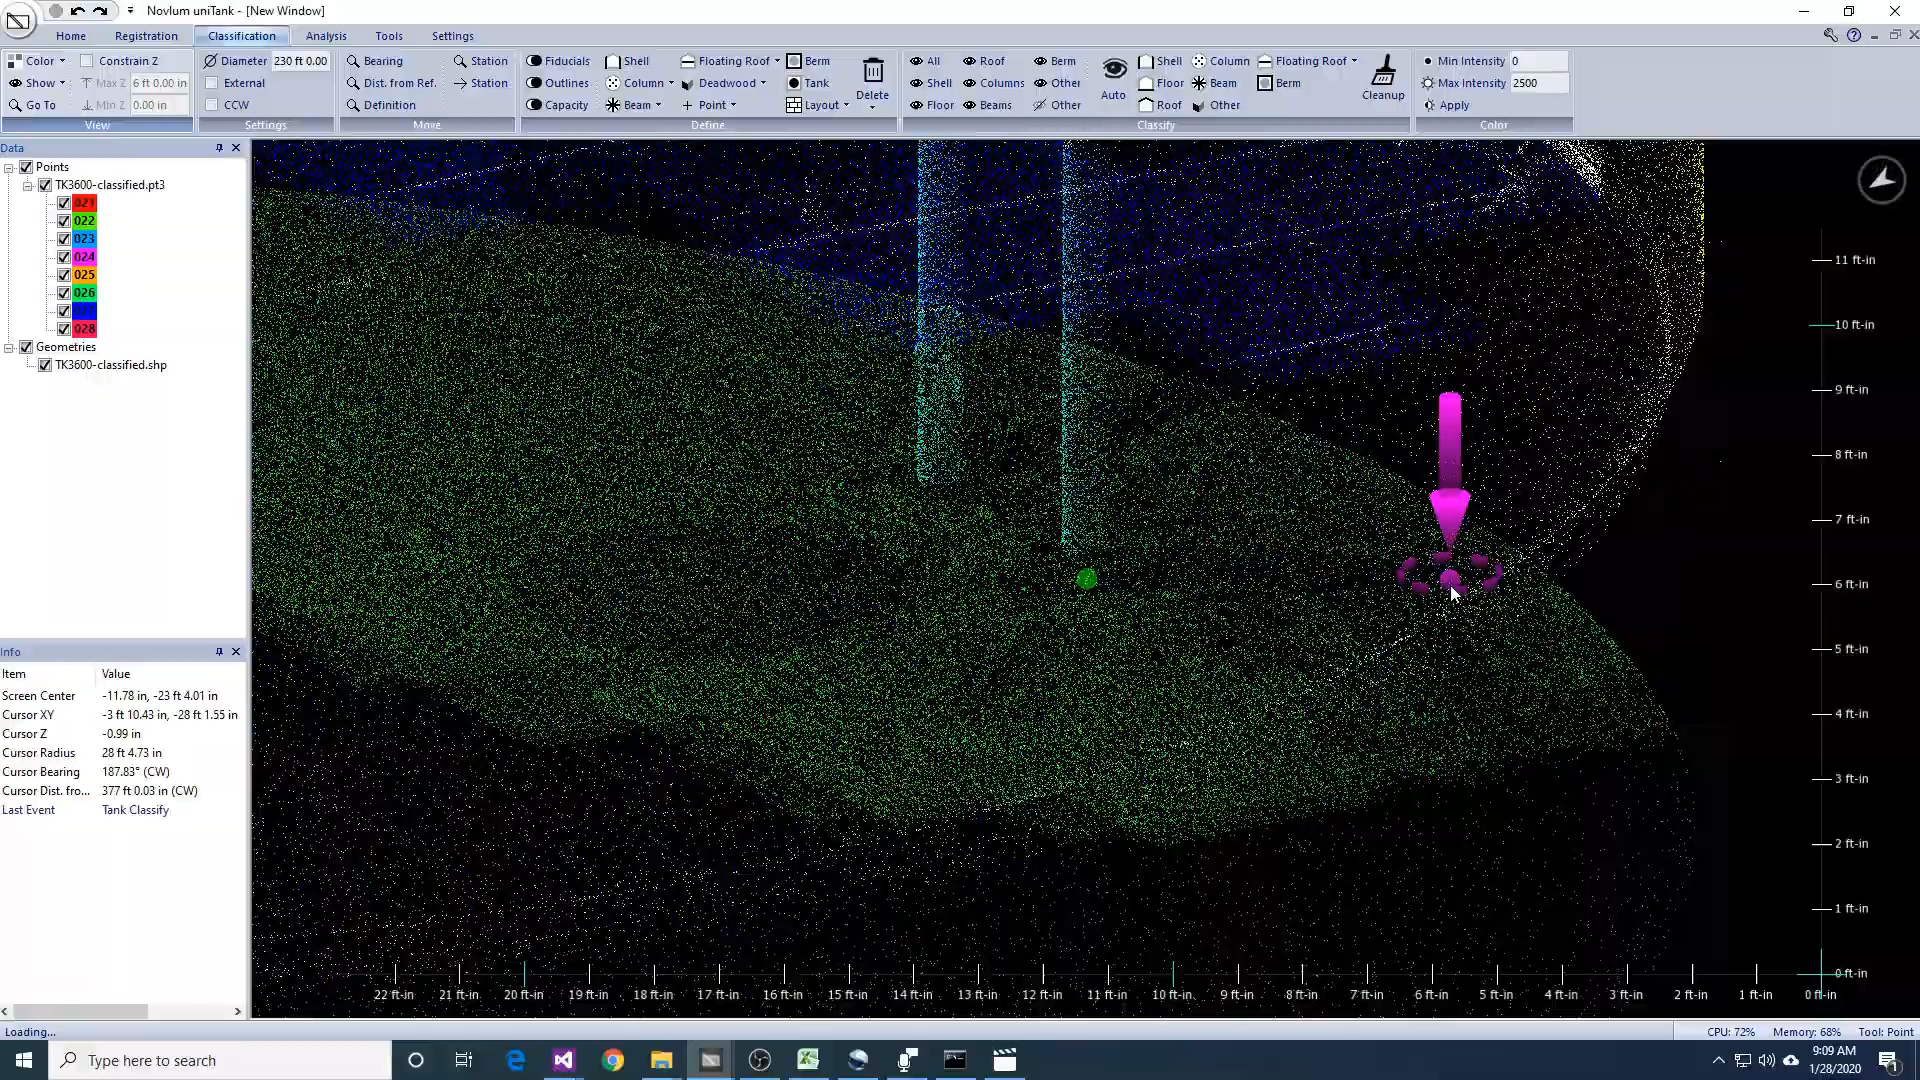 Novlum uniTank - [New Window]
Home Registration Classification Analysis Tools Settings
Color Constrain Z Diameter 230 ft 0.00 Bearing Station Fiducials Shell Floating Roof Berm All Roof Berm Shell Column Floating Roof Min Intensity 0
Show Max Z 6 ft 0.00 in External Dist. from Ref. Station Outlines Column Deadwood Tank Delete Shell Columns Other Auto Floor Beam Berm Cleanup Max Intensity 2500
Go To Min Z 0.00 in CCW Definition Capacity Beam Point Layout Floor Beams Other Roof Other Apply
View Settings Move Define Classify Color
Data
Points
TK3600-classified.pt3
021
022
023
024
025
026
027
028
Geometries
TK3600-classified.shp
Info
Item Value
Screen Center -11.78 in, -23 ft 4.01 in
Cursor XY -3 ft 10.43 in, -28 ft 1.55 in
Cursor Z -0.99 in
Cursor Radius 28 ft 4.73 in
Cursor Bearing 187.83° (CW)
Cursor Dist. fro... 377 ft 0.03 in (CW)
Last Event Tank Classify
11 ft-in
10 ft-in
9 ft-in
8 ft-in
7 ft-in
6 ft-in
5 ft-in
4 ft-in
3 ft-in
2 ft-in
1 ft-in
0 ft-in
22 ft-in 21 ft-in 20 ft-in 19 ft-in 18 ft-in 17 ft-in 16 ft-in 15 ft-in 14 ft-in 13 ft-in 12 ft-in 11 ft-in 10 ft-in 9 ft-in 8 ft-in 7 ft-in 6 ft-in 5 ft-in 4 ft-in 3 ft-in 2 ft-in 1 ft-in 0 ft-in
Loading... CPU: 72% Memory: 68% Tool: Point
Type here to search
9:09 AM
1/28/2020
1